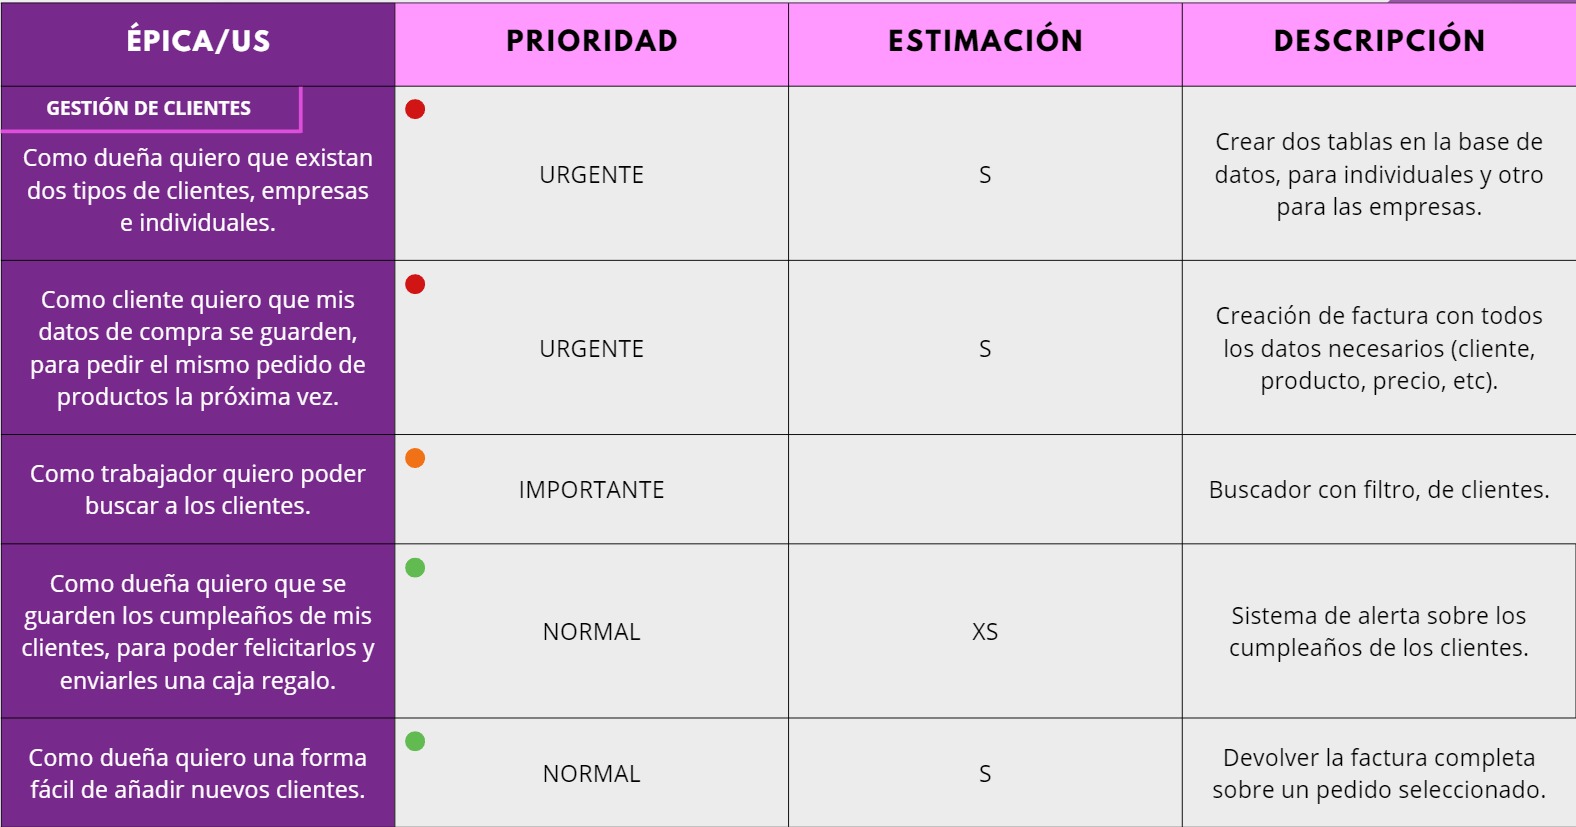 ÉPICA/US
PRIORIDAD
ESTIMACIÓN
DESCRIPCIÓN
GESTIÓN DE CLIENTES
Como dueña quiero que existan
dos tipos de clientes, empresas
e individuales.
URGENTE
S
Crear dos tablas en la base de
datos, para individuales y otro
para las empresas.
Como cliente quiero que mis
datos de compra se guarden,
para pedir el mismo pedido de
productos la próxima vez.
URGENTE
S
Creación de factura con todos
los datos necesarios (cliente,
producto, precio, etc).
Como trabajador quiero poder
buscar a los clientes.
IMPORTANTE
Buscador con filtro, de clientes.
Como dueña quiero que se
guarden los cumpleaños de mis
clientes, para poder felicitarlos y
enviarles una caja regalo.
NORMAL
XS
Sistema de alerta sobre los
cumpleaños de los clientes.
Como dueña quiero una forma
fácil de añadir nuevos clientes.
NORMAL
S
Devolver la factura completa
sobre un pedido seleccionado.